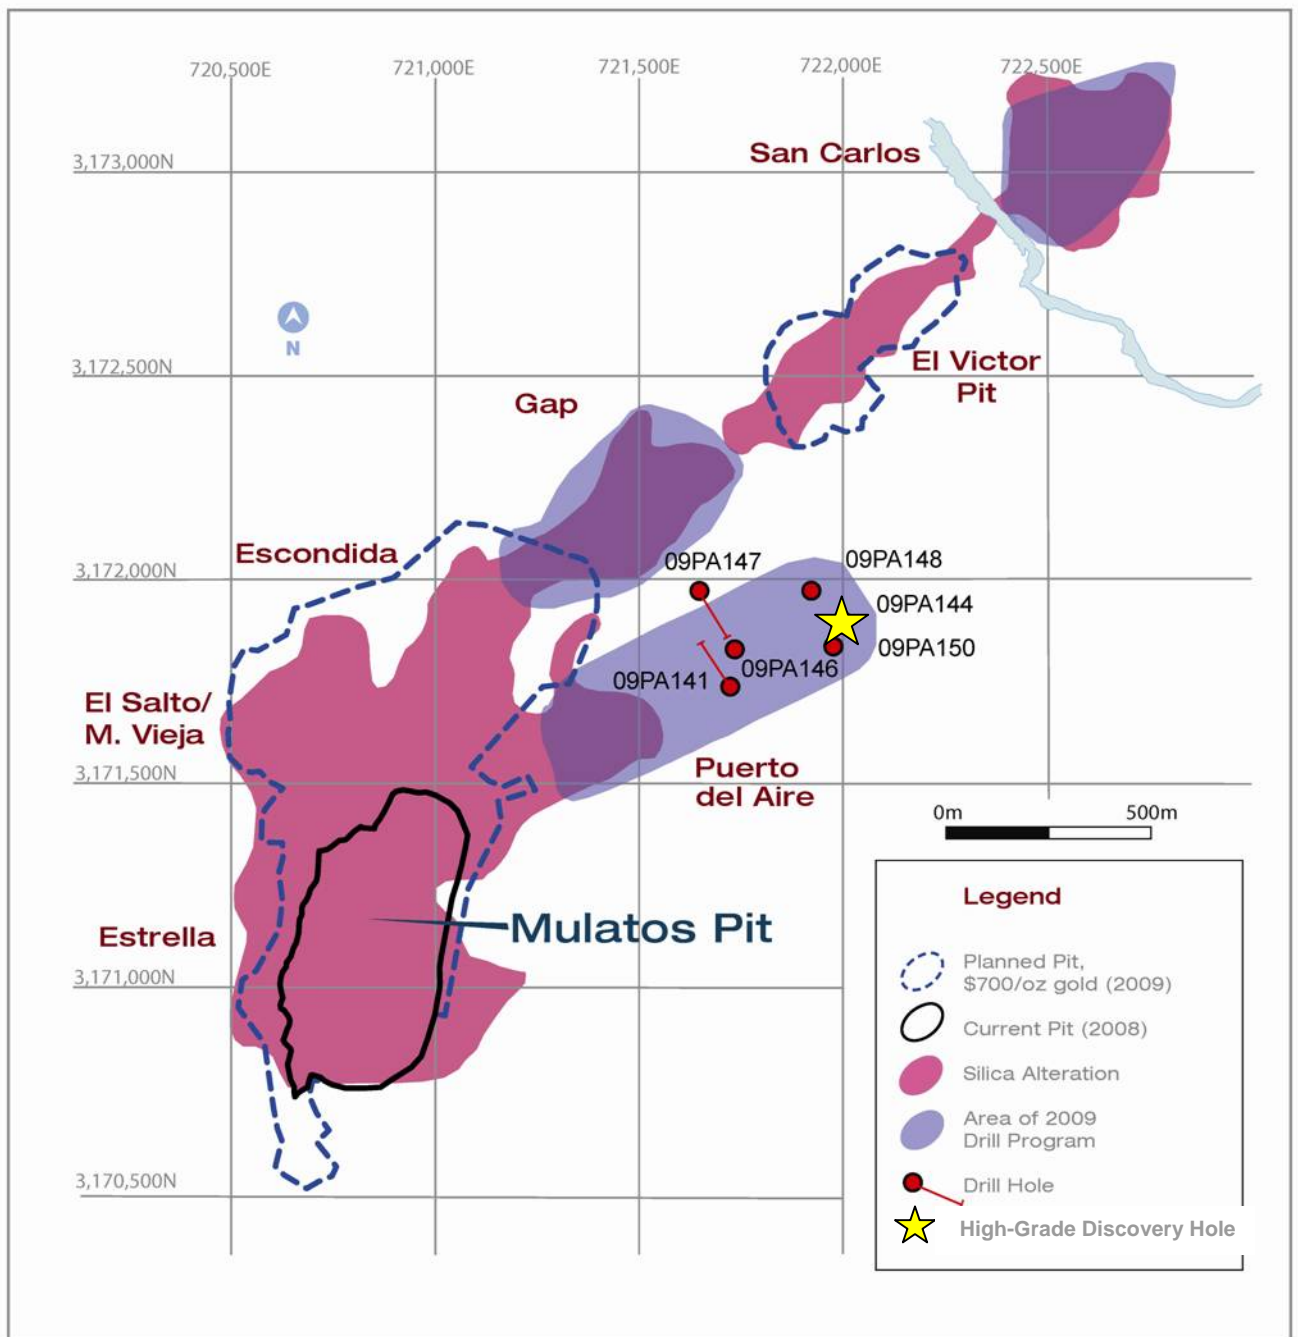 720,500E
721,000E
721,500E
722,000E
722,500E
San Carlos
3,173,000N
N
3,172,500N
El Victor
Pit
Gap
Escondida
3,172,000N
09PA147
09PA148
09PA144
09PA150
09PA146
09PA141
El Salto/
M. Vieja
3,171,500N
Puerto
del Aire
0m 500m
Estrella
Mulatos Pit
3,171,000N
3,170,500N
Legend
Planned Pit,
$700/oz gold (2009)
Current Pit (2008)
Silica Alteration
Area of 2009
Drill Program
Drill Hole
High-Grade Discovery Hole